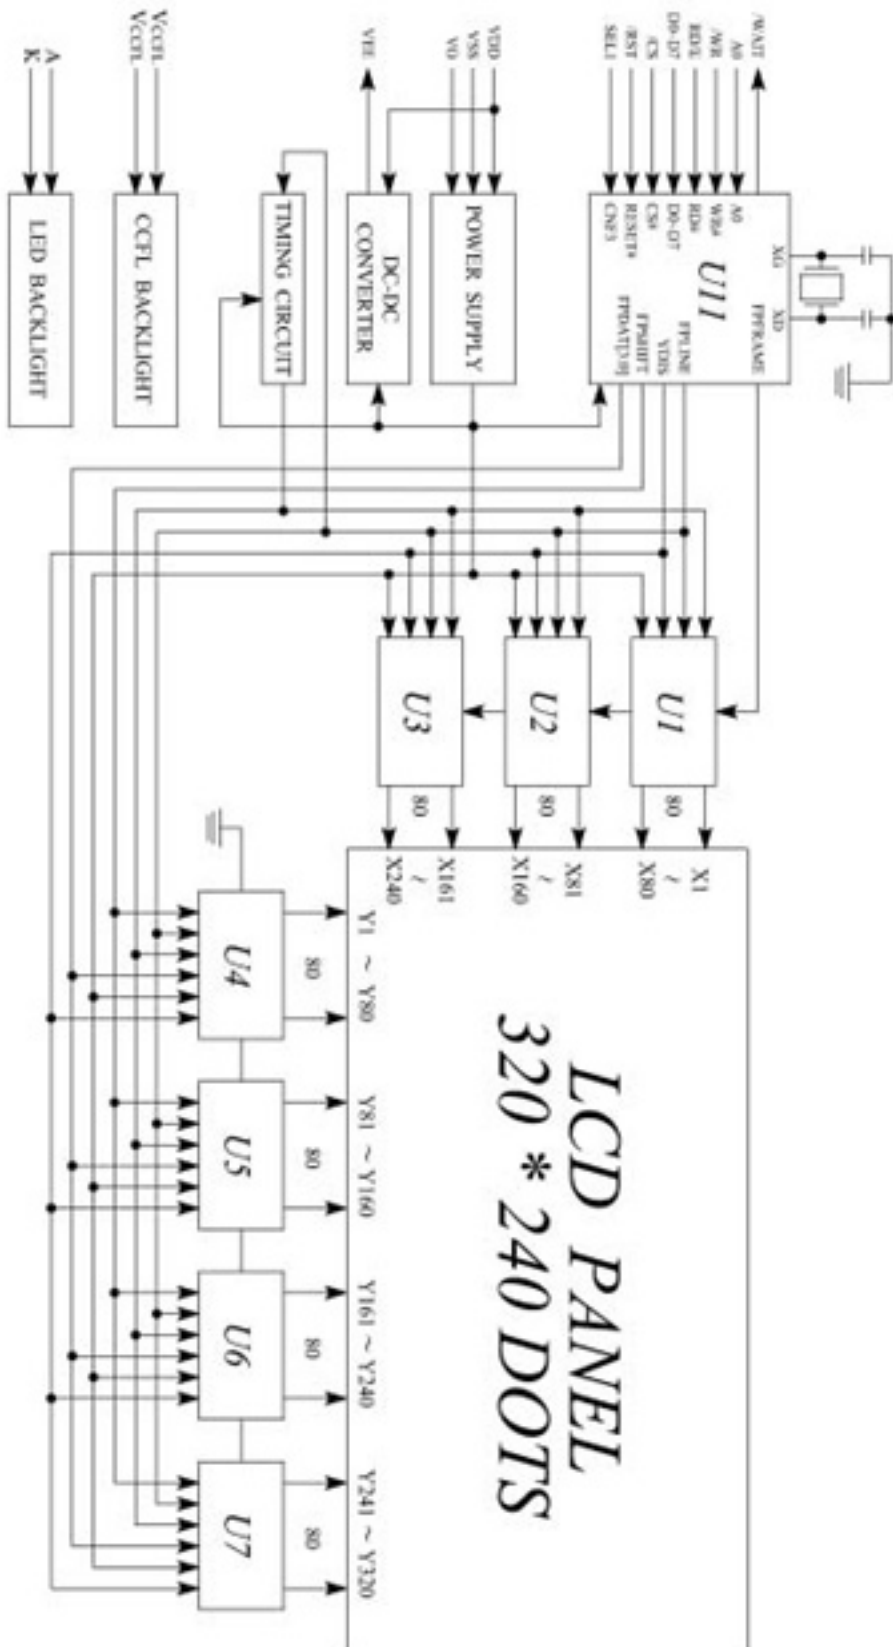 /WAIT
A0
/WR
RD/E
D0-D7
/CS
/RST
SEL1
XG
XD
A0
WR#
RD#
D0-D7
CS#
RESET#
CNF3
U11
FPFRAME
FPLINE
YDIS
FPSHIFT
FPDAT[3:0]
VDD
VSS
VO
POWER SUPPLY
VEE
DC-DC
CONVERTER
TIMING CIRCUIT
VCCFL
VCCFL
CCFL BACKLIGHT
A
K
LED BACKLIGHT
U1
80
X1
~
X80
U2
80
X81
~
X160
U3
80
X161
~
X240
LCD PANEL
320 * 240 DOTS
Y1 ~ Y80
Y81 ~ Y160
Y161 ~ Y240
Y241 ~ Y320
80
80
80
80
U4
U5
U6
U7